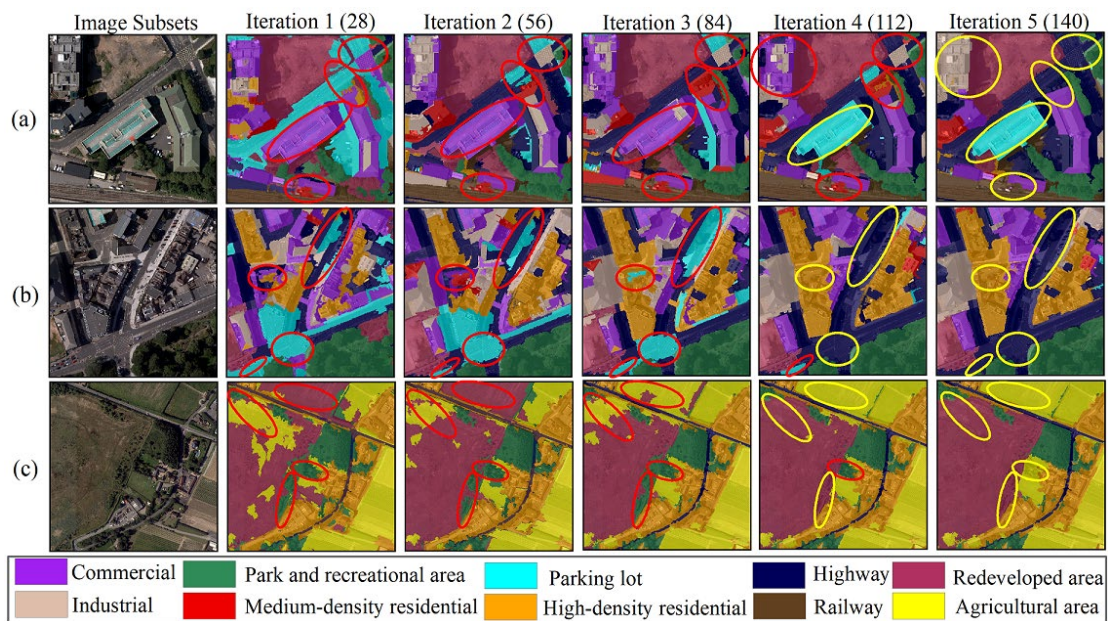 Image Subsets Iteration 1 (28) Iteration 2 (56) Iteration 3 (84) Iteration 4 (112) Iteration 5 (140)
(a)
(b)
(c)
Commercial Park and recreational area Parking lot Highway Redeveloped area
Industrial Medium-density residential High-density residential Railway Agricultural area